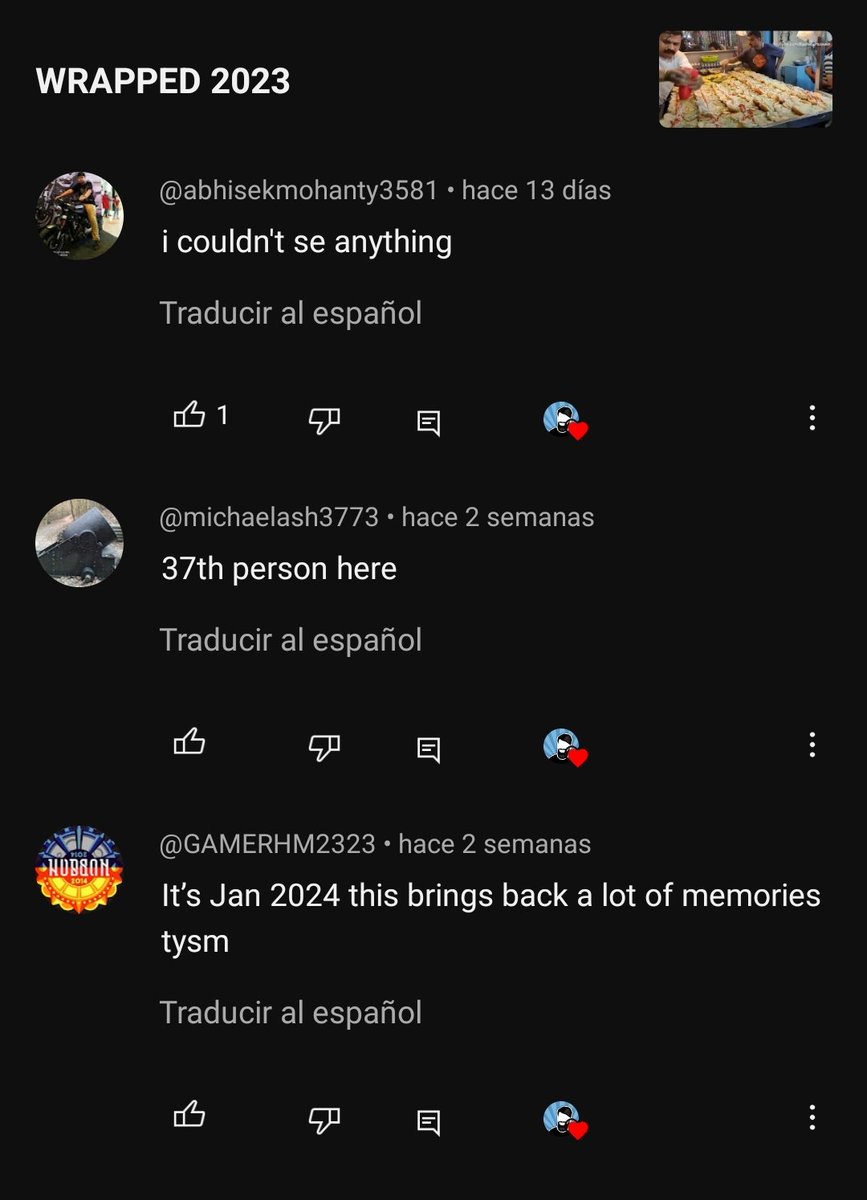 WRAPPED 2023
@abhisekmohanty3581 • hace 13 días
i couldn't se anything
Traducir al español
1
@michaelash3773 • hace 2 semanas
37th person here
Traducir al español
HOBSON
2014
@GAMERHM2323 • hace 2 semanas
It’s Jan 2024 this brings back a lot of memories
tysm
Traducir al español